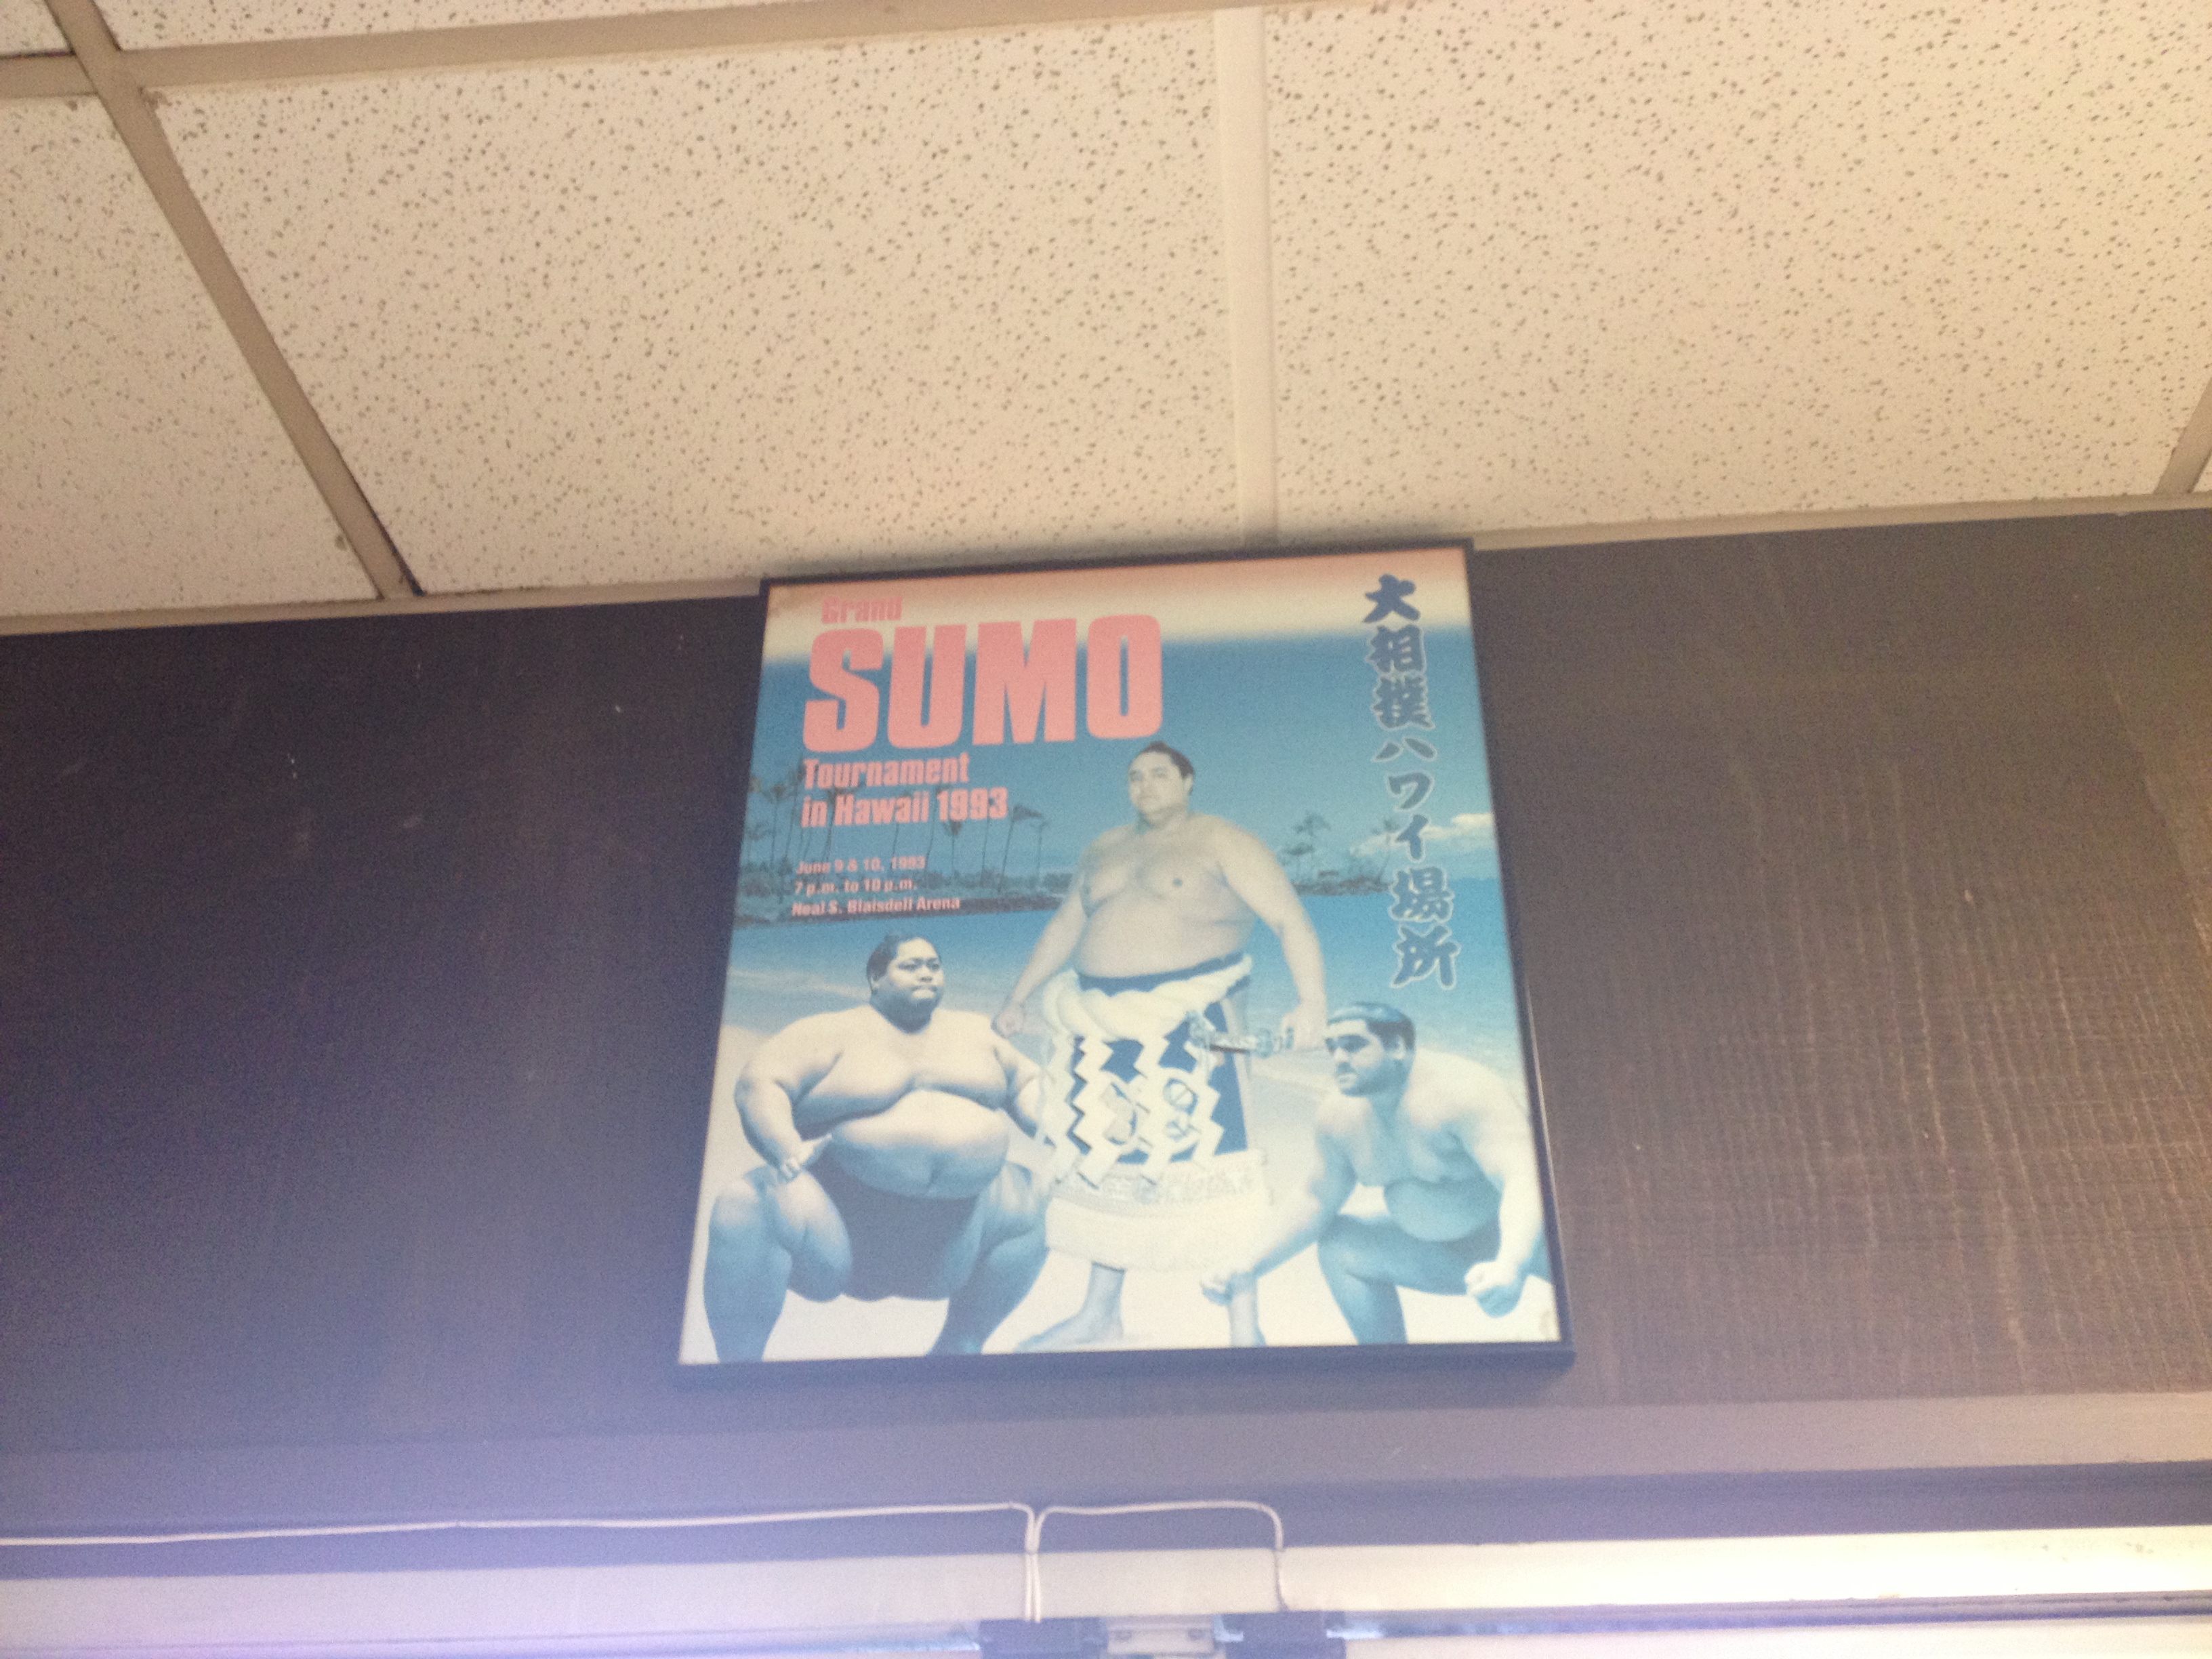 Grand
SUMO
Tournament
in Hawaii 1993
June 9 & 10, 1993
7 p.m. to 10 p.m.
Neal S. Blaisdell Arena
大相撲ハワイ場所